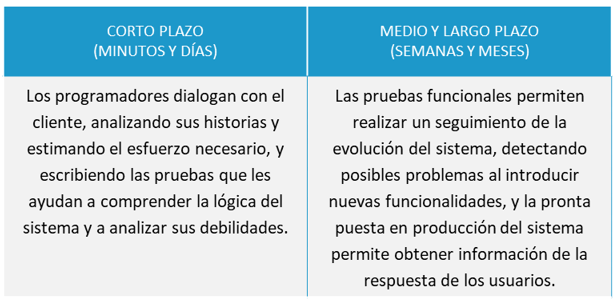 CORTO PLAZO
(MINUTOS Y DÍAS)
MEDIO Y LARGO PLAZO
(SEMANAS Y MESES)
Los programadores dialogan con el
cliente, analizando sus historias y
estimando el esfuerzo necesario, y
escribiendo las pruebas que les
ayudan a comprender la lógica del
sistema y a analizar sus debilidades.
Las pruebas funcionales permiten
realizar un seguimiento de la
evolución del sistema, detectando
posibles problemas al introducir
nuevas funcionalidades, y la pronta
puesta en producción del sistema
permite obtener información de la
respuesta de los usuarios.